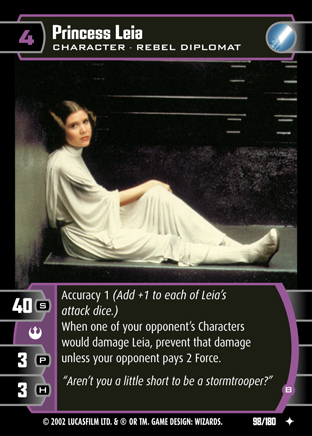 4
Princess Leia
CHARACTER · REBEL DIPLOMAT
40 S
3 P
3 H
Accuracy 1 (Add +1 to each of Leia's
attack dice.)
When one of your opponent's Characters
would damage Leia, prevent that damage
unless your opponent pays 2 Force.
"Aren't you a little short to be a stormtrooper?"
B
© 2002 LUCASFILM LTD. & ® OR TM. GAME DESIGN: WIZARDS.
98/180